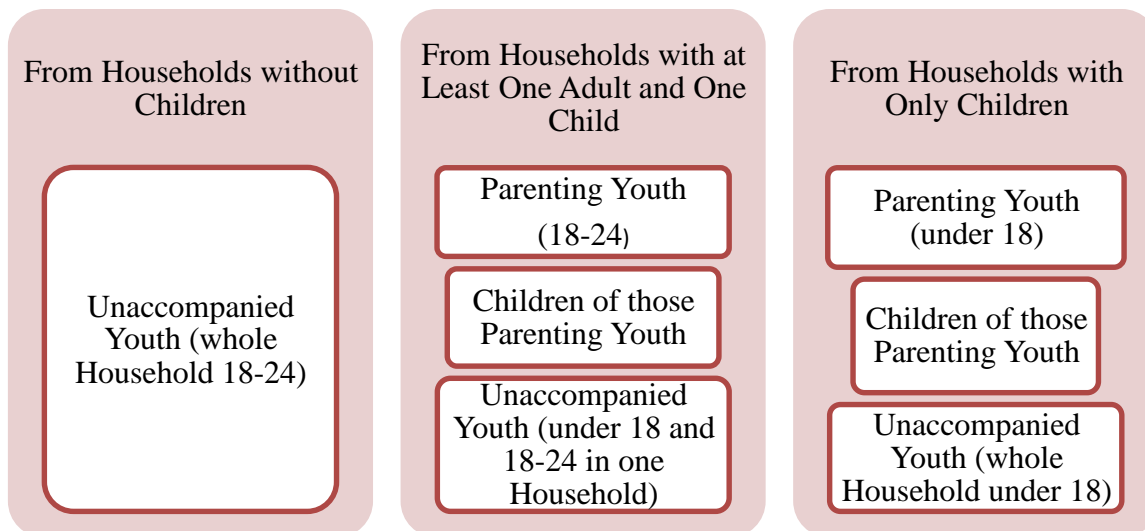 From Households without
Children
Unaccompanied
Youth (whole
Household 18-24)
From Households with at
Least One Adult and One
Child
Parenting Youth
(18-24)
Children of those
Parenting Youth
Unaccompanied
Youth (under 18 and
18-24 in one
Household)
From Households with
Only Children
Parenting Youth
(under 18)
Children of those
Parenting Youth
Unaccompanied
Youth (whole
Household under 18)